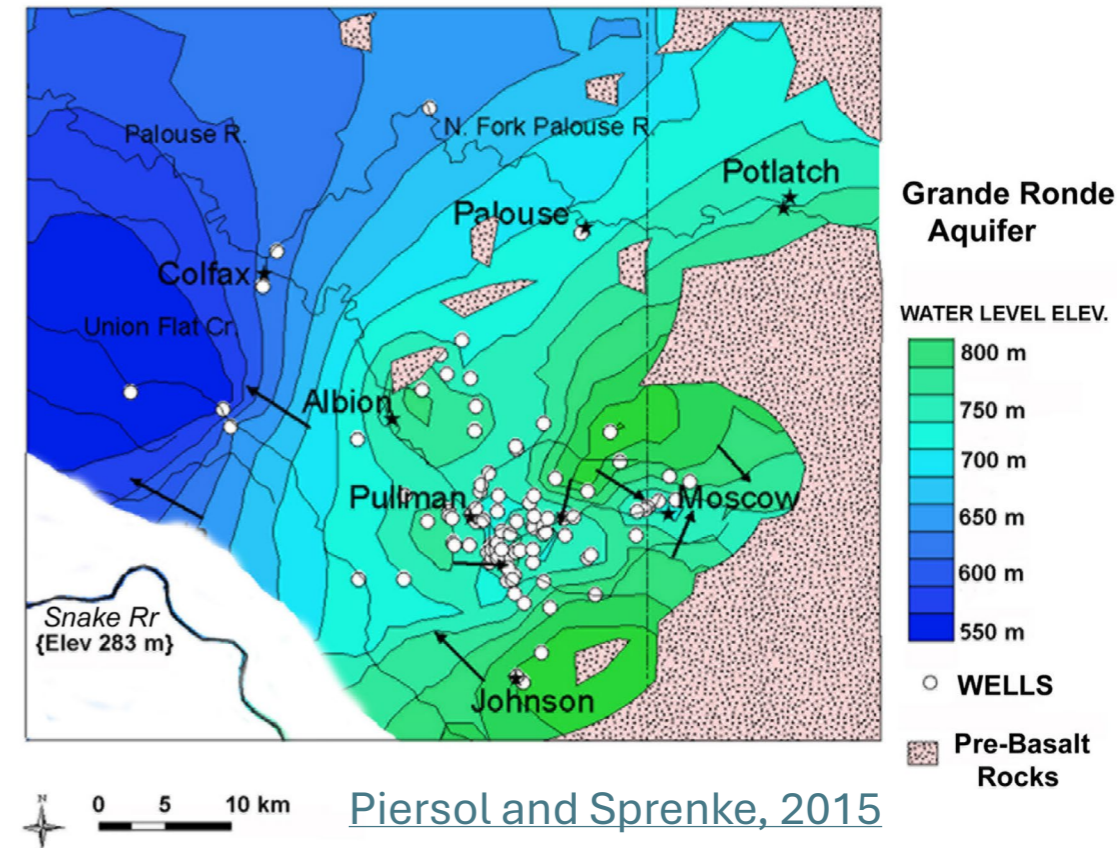 Palouse R.
N. Fork Palouse R.
Potlatch
Palouse
Colfax
Union Flat Cr.
Albion
Pullman
Moscow
Snake Rr
{Elev 283 m}
Johnson
Grande Ronde
Aquifer
WATER LEVEL ELEV.
800 m
750 m
700 m
650 m
600 m
550 m
WELLS
Pre-Basalt
Rocks
N
0 5 10 km
Piersol and Sprenke, 2015